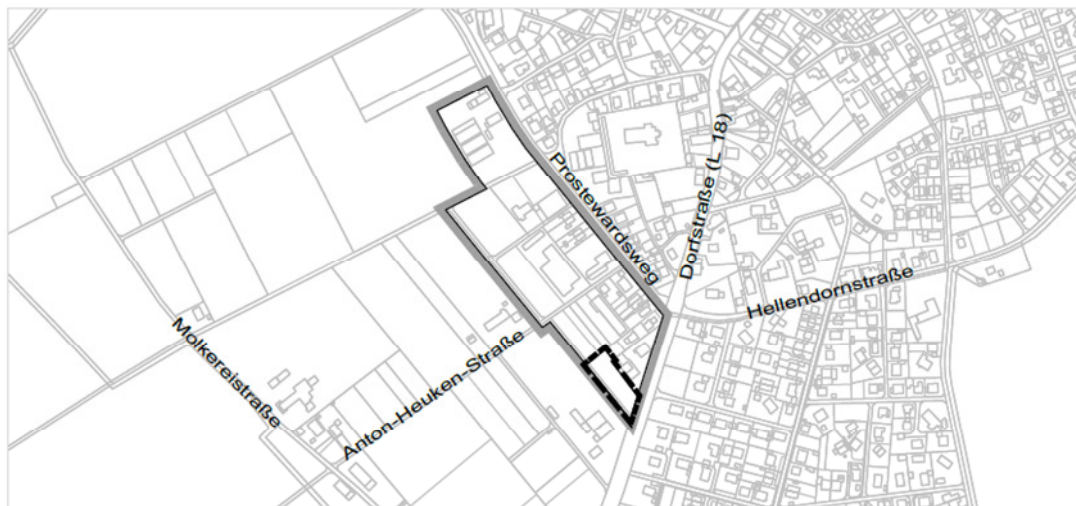 Prostewardsweg
Dorfstraße (L 18)
Hellendornstraße
Molkereistraße
Anton-Heuken-Straße